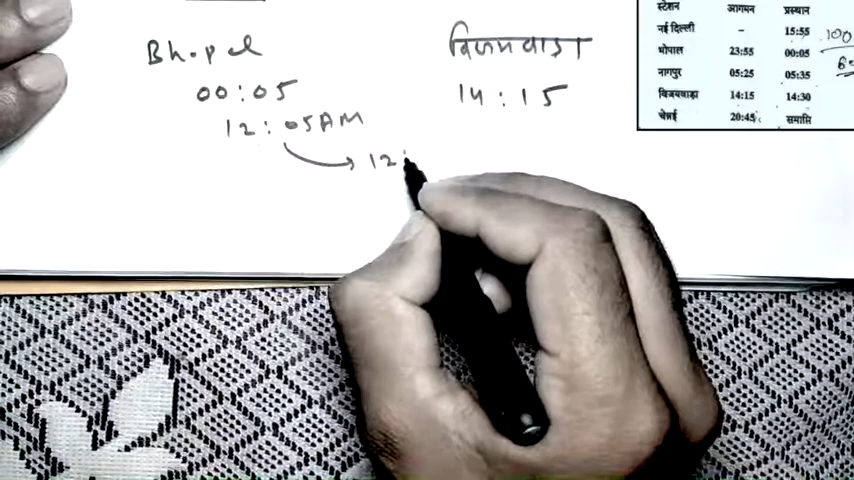 Bhopal
00:05
12:05AM
12:
विजयवाड़ा
14:15
स्टेशन आगमन प्रस्थान
नई दिल्ली - 15:55
भोपाल 23:55 00:05
नागपुर 05:25 05:35
विजयवाड़ा 14:15 14:30
चेन्नई 20:45 समाप्ति
100